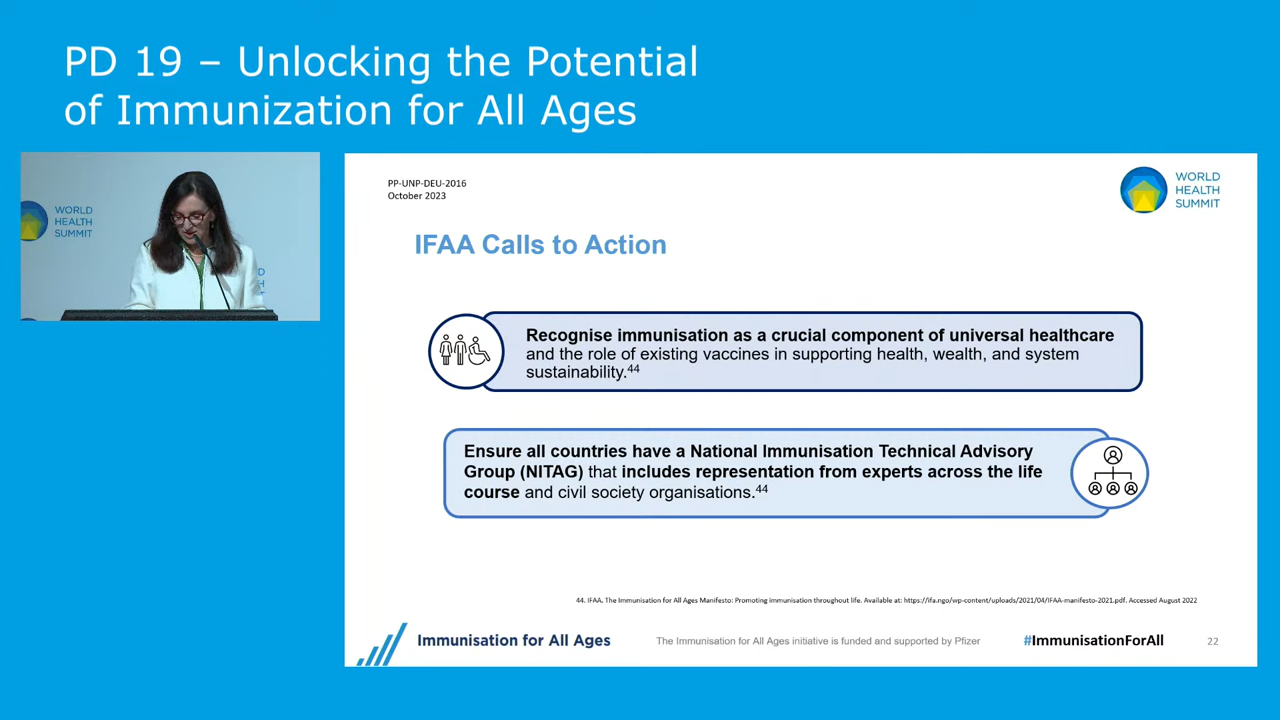 PD 19 – Unlocking the Potential
of Immunization for All Ages
WORLD
HEALTH
SUMMIT
PP-UNP-DEU-2016
October 2023
WORLD
HEALTH
SUMMIT
IFAA Calls to Action
Recognise immunisation as a crucial component of universal healthcare
and the role of existing vaccines in supporting health, wealth, and system
sustainability.44
Ensure all countries have a National Immunisation Technical Advisory
Group (NITAG) that includes representation from experts across the life
course and civil society organisations.44
44. IFAA. The Immunisation for All Ages Manifesto: Promoting immunisation throughout life. Available at: https://ifa.ngo/wp-content/uploads/2021/04/IFAA-manifesto-2021.pdf. Accessed August 2022
Immunisation for All Ages
The Immunisation for All Ages initiative is funded and supported by Pfizer
#ImmunisationForAll
22